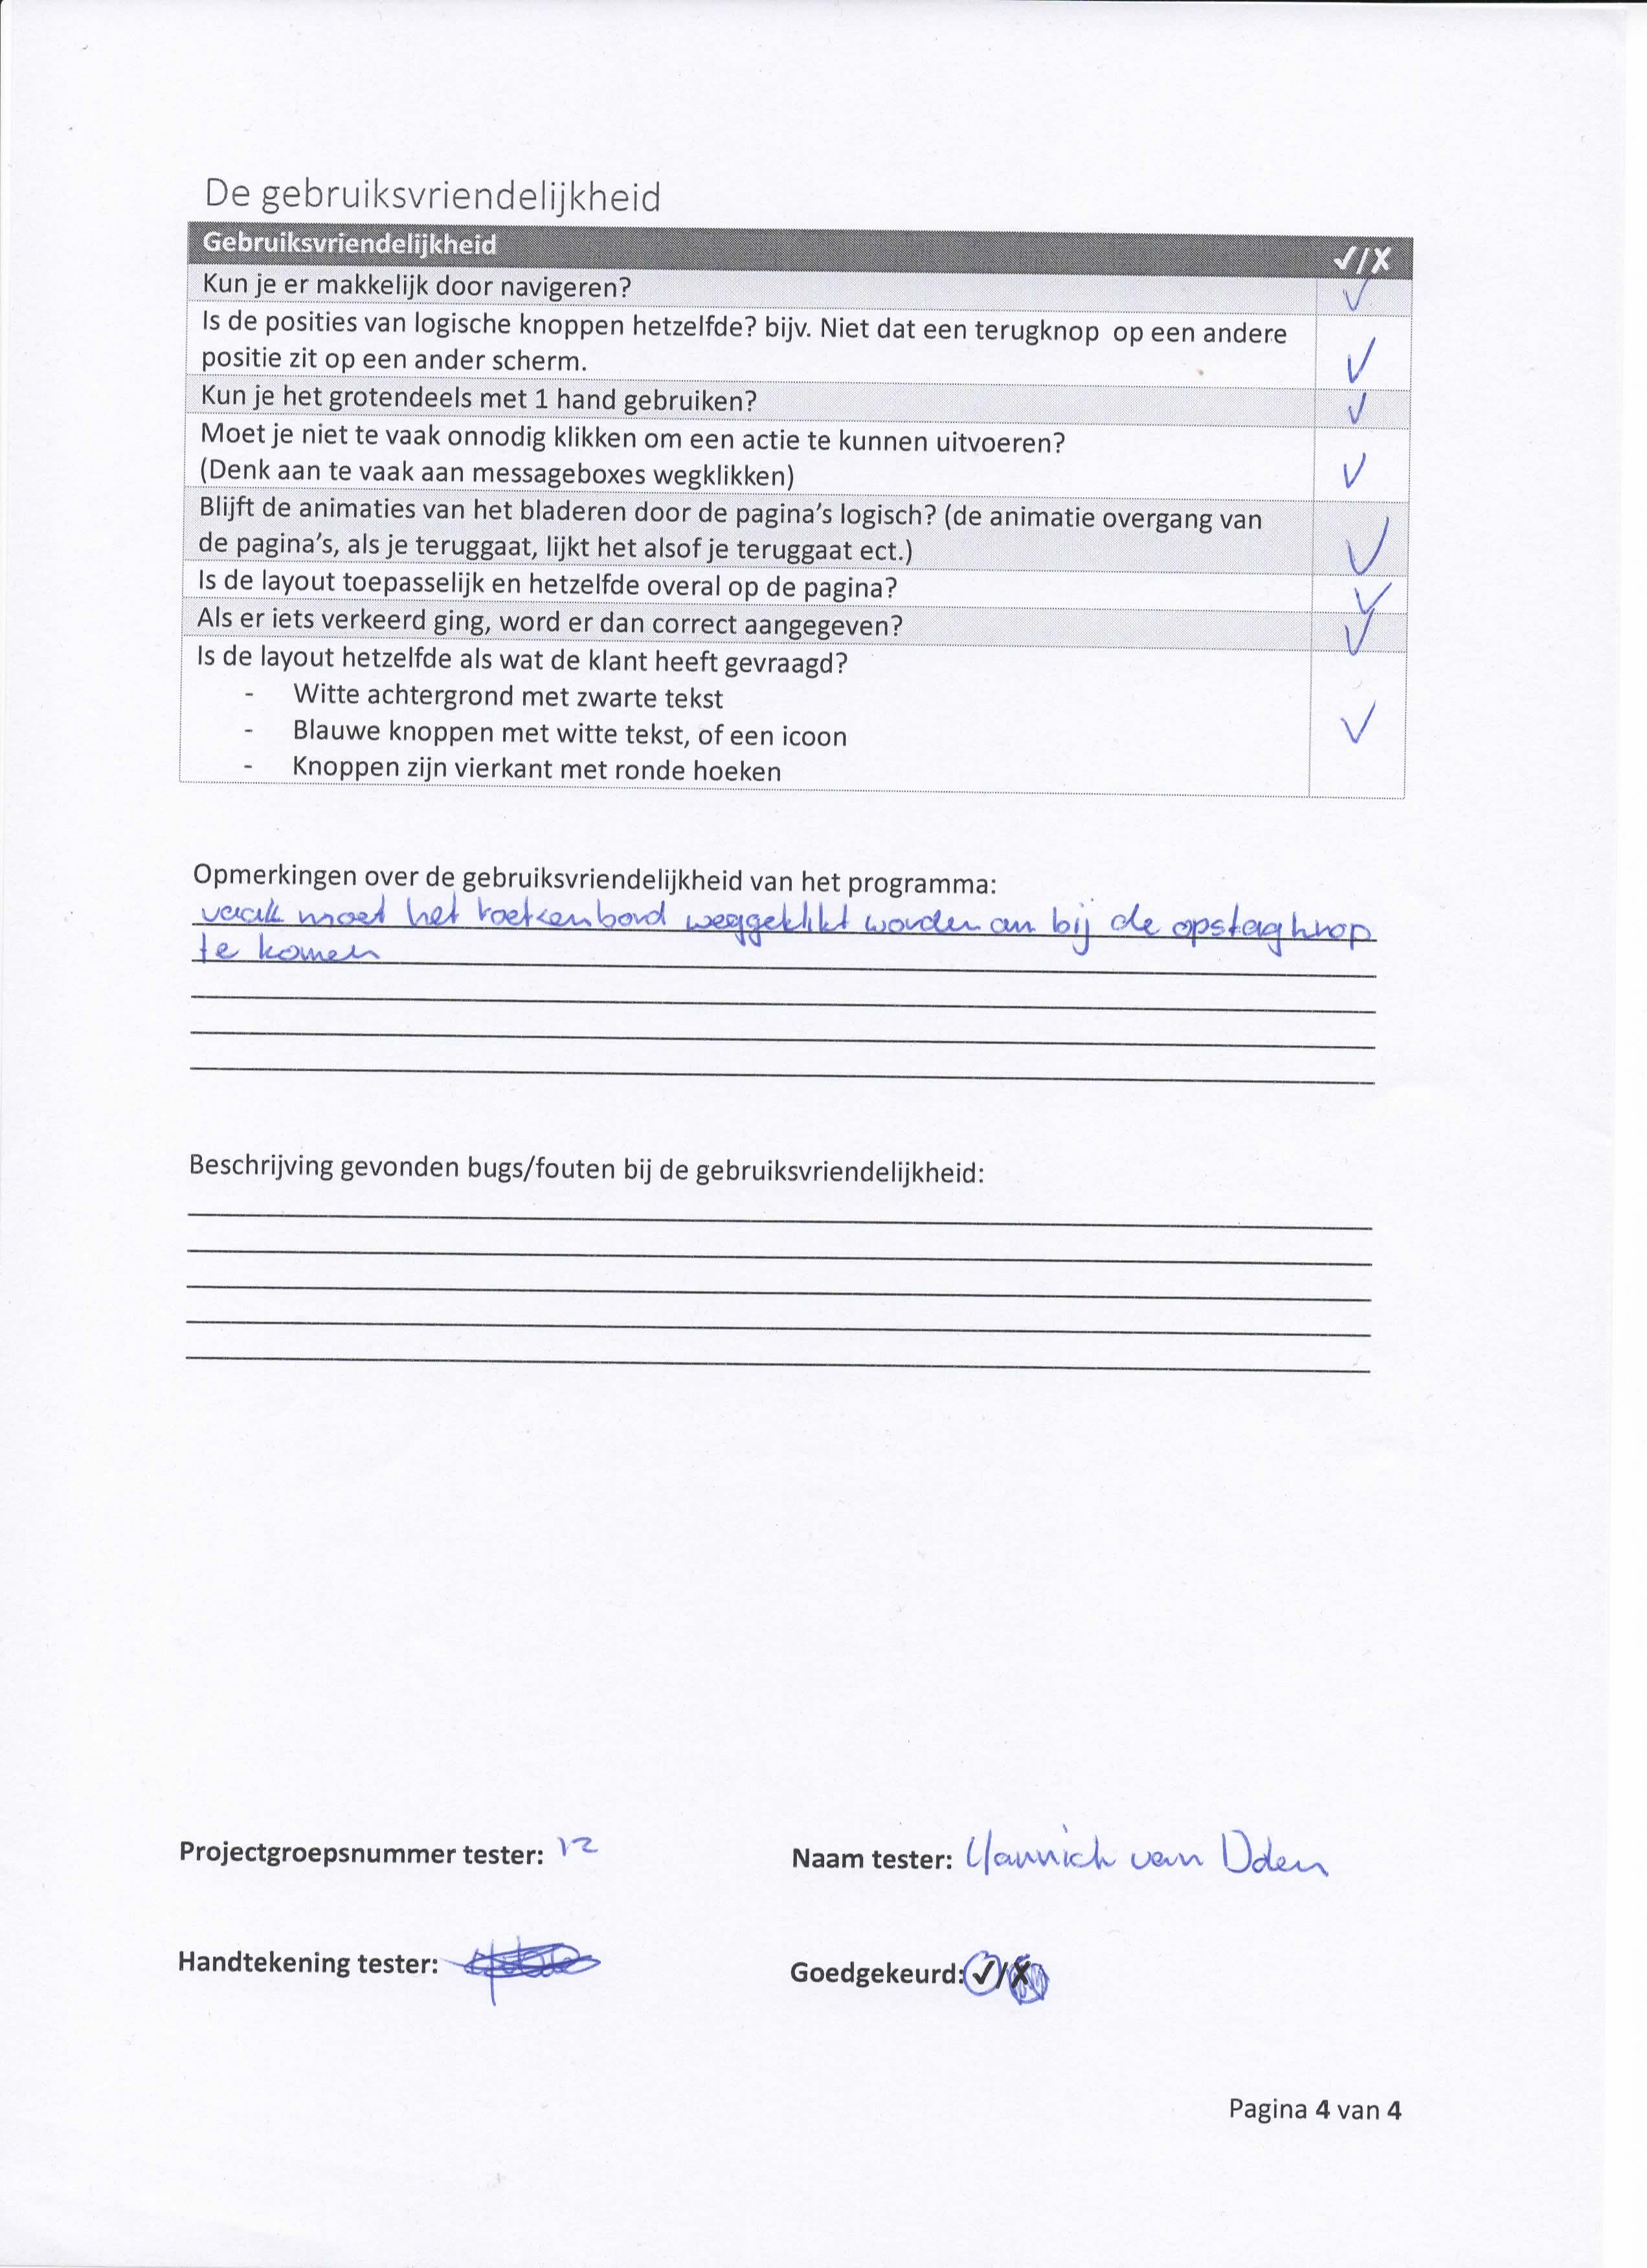 De gebruiksvriendelijkheid
Gebruiksvriendelijkheid ✓/X
Kun je er makkelijk door navigeren? ✓
Is de posities van logische knoppen hetzelfde? bijv. Niet dat een terugknop op een andere
positie zit op een ander scherm. ✓
Kun je het grotendeels met 1 hand gebruiken? ✓
Moet je niet te vaak onnodig klikken om een actie te kunnen uitvoeren?
(Denk aan te vaak aan messageboxes wegklikken) ✓
Blijft de animaties van het bladeren door de pagina's logisch? (de animatie overgang van
de pagina's, als je teruggaat, lijkt het alsof je teruggaat ect.) ✓
Is de layout toepasselijk en hetzelfde overal op de pagina? ✓
Als er iets verkeerd ging, word er dan correct aangegeven? ✓
Is de layout hetzelfde als wat de klant heeft gevraagd?
- Witte achtergrond met zwarte tekst
- Blauwe knoppen met witte tekst, of een icoon ✓
- Knoppen zijn vierkant met ronde hoeken
Opmerkingen over de gebruiksvriendelijkheid van het programma:
vaak moet het toetsenbord weggeklikt worden om bij de opslagknop
te komen
Beschrijving gevonden bugs/fouten bij de gebruiksvriendelijkheid:
Projectgroepsnummer tester: 12 Naam tester: Yannick van Uden
Handtekening tester: Goedgekeurd: ✓/X
Pagina 4 van 4